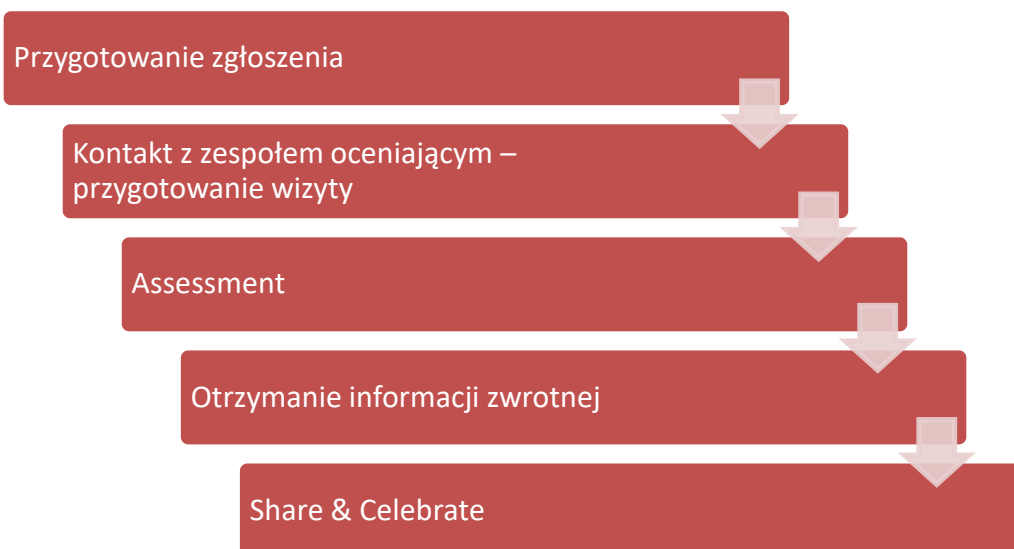 Przygotowanie zgłoszenia
Kontakt z zespołem oceniającym –
przygotowanie wizyty
Assessment
Otrzymanie informacji zwrotnej
Share & Celebrate